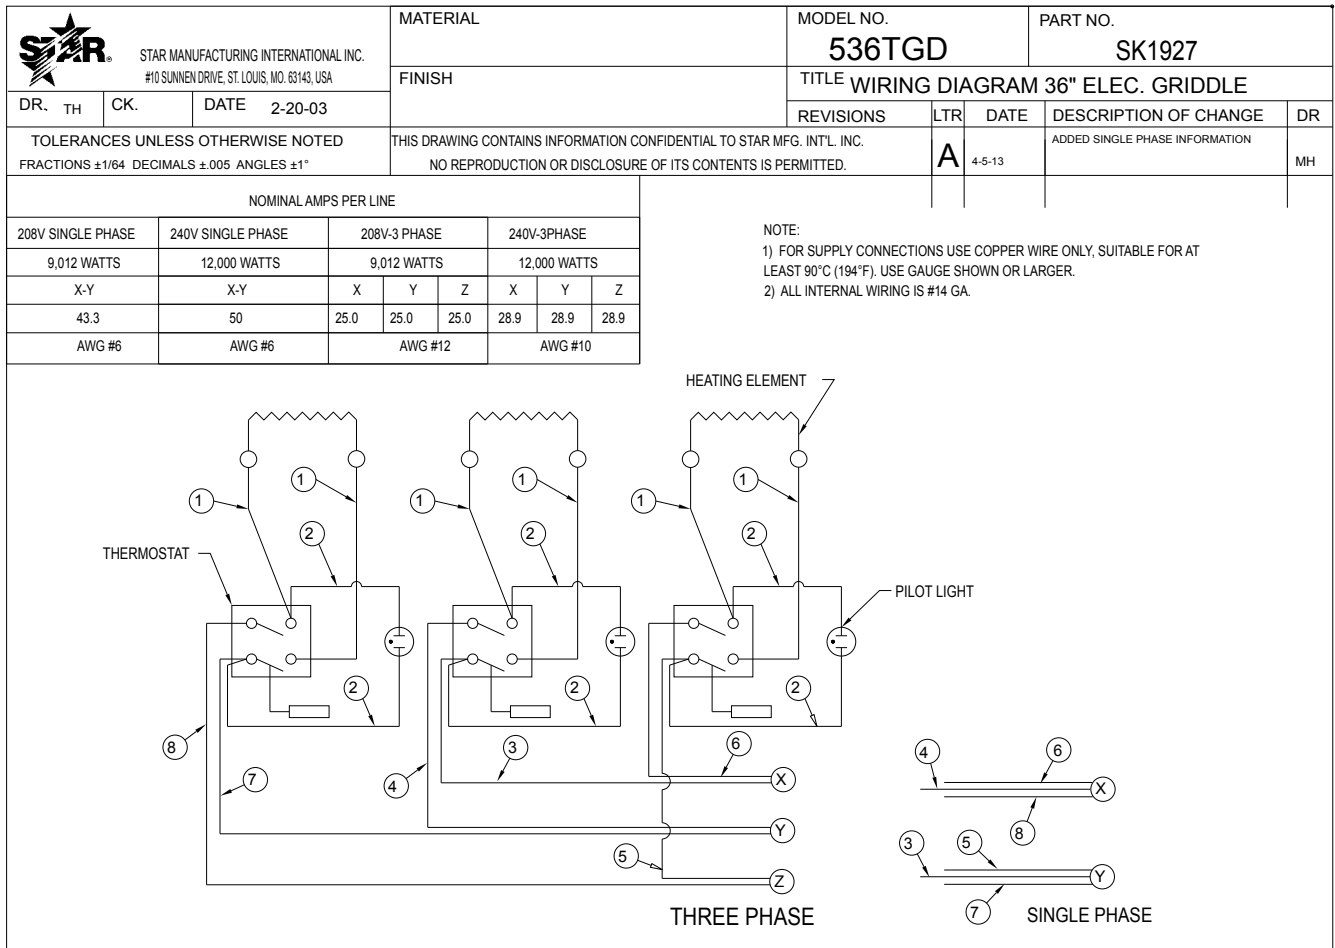 STAR®
STAR MANUFACTURING INTERNATIONAL INC.
#10 SUNNEN DRIVE, ST. LOUIS, MO. 63143, USA
MATERIAL
FINISH
MODEL NO.
536TGD
PART NO.
SK1927
TITLE WIRING DIAGRAM 36" ELEC. GRIDDLE
DR. TH CK. DATE 2-20-03
REVISIONS LTR DATE DESCRIPTION OF CHANGE DR
TOLERANCES UNLESS OTHERWISE NOTED
FRACTIONS ±1/64 DECIMALS ±.005 ANGLES ±1°
THIS DRAWING CONTAINS INFORMATION CONFIDENTIAL TO STAR MFG. INT'L. INC.
NO REPRODUCTION OR DISCLOSURE OF ITS CONTENTS IS PERMITTED.
A 4-5-13 ADDED SINGLE PHASE INFORMATION MH
NOMINAL AMPS PER LINE
208V SINGLE PHASE 240V SINGLE PHASE 208V-3 PHASE 240V-3PHASE
9,012 WATTS 12,000 WATTS 9,012 WATTS 12,000 WATTS
X-Y X-Y X Y Z X Y Z
43.3 50 25.0 25.0 25.0 28.9 28.9 28.9
AWG #6 AWG #6 AWG #12 AWG #10
NOTE:
1) FOR SUPPLY CONNECTIONS USE COPPER WIRE ONLY, SUITABLE FOR AT
LEAST 90°C (194°F). USE GAUGE SHOWN OR LARGER.
2) ALL INTERNAL WIRING IS #14 GA.
HEATING ELEMENT
1 1 1 1 1 1
2 2 2
THERMOSTAT
PILOT LIGHT
2 2 2
8 3 6
7 4 X
Y
5
Z
THREE PHASE
4 6
X
8
3 5
Y
7
SINGLE PHASE